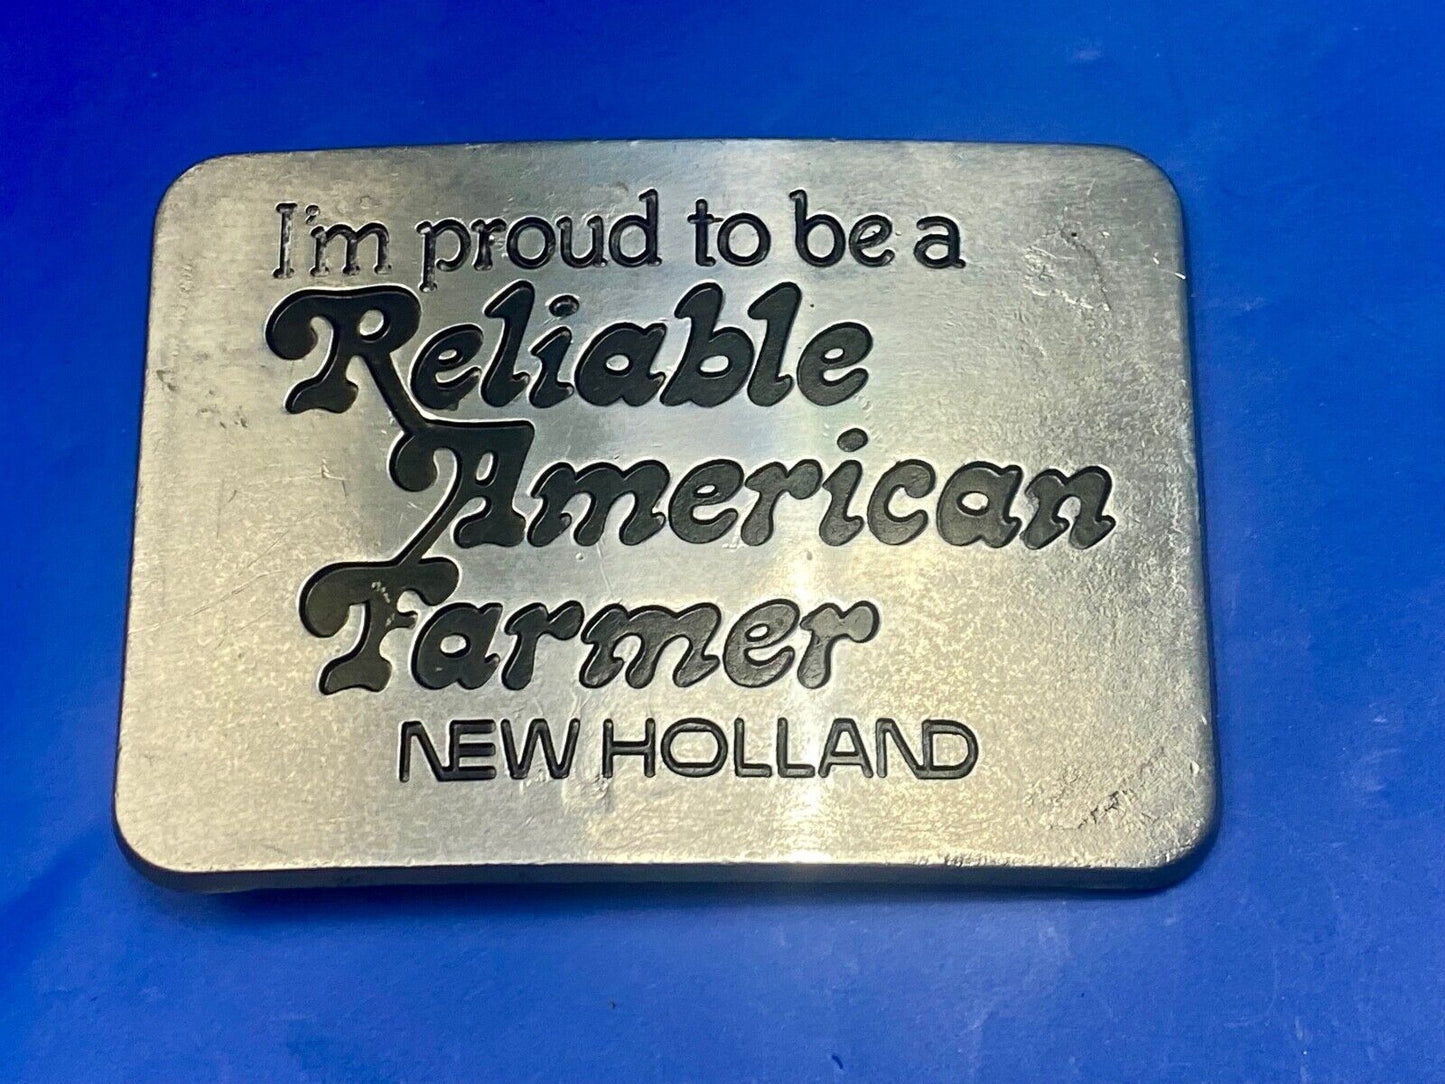 I'm proud to be a
Reliable
American
Farmer
NEW HOLLAND